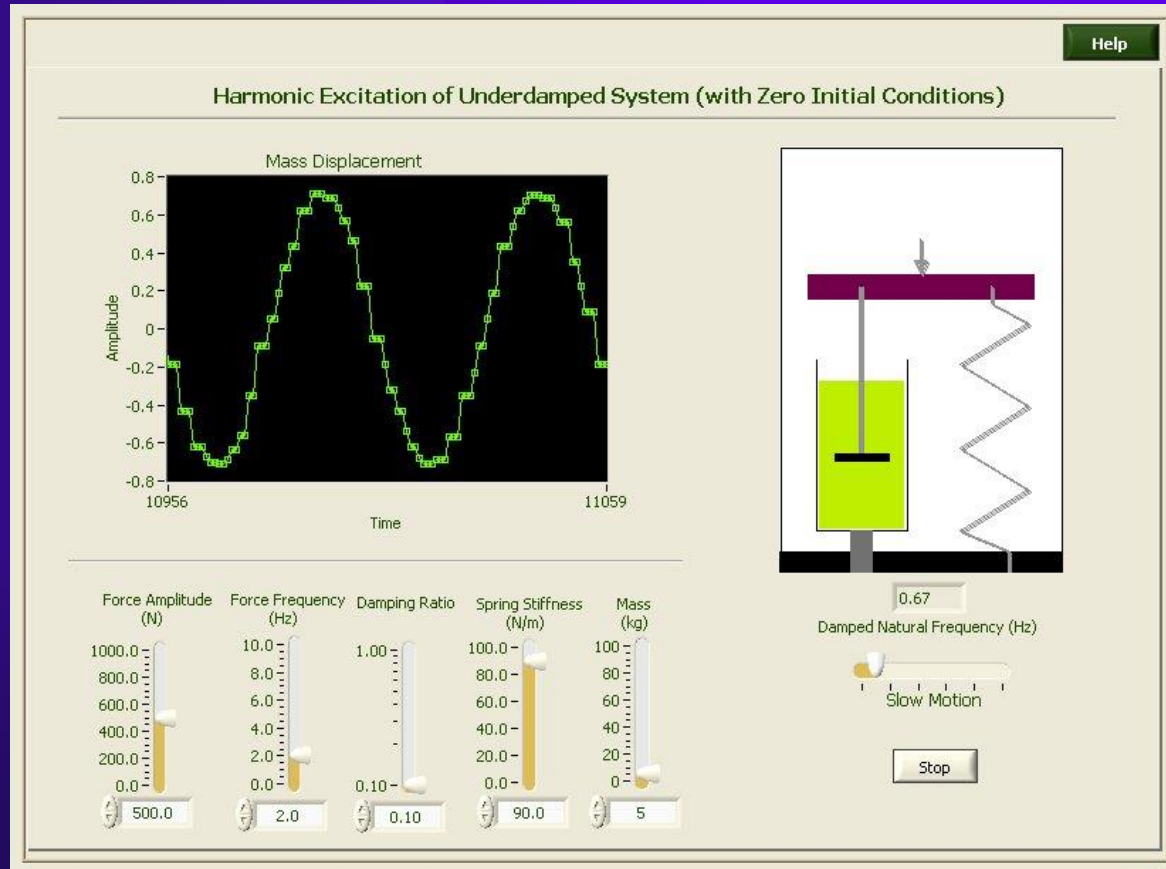 Help
Harmonic Excitation of Underdamped System (with Zero Initial Conditions)
Mass Displacement
0.8
0.6
0.4
0.2
0
-0.2
-0.4
-0.6
-0.8
Amplitude
10956
11059
Time
Force Amplitude
(N)
1000.0
800.0
600.0
400.0
200.0
0.0
500.0
Force Frequency
(Hz)
10.0
8.0
6.0
4.0
2.0
0.0
2.0
Damping Ratio
1.00
0.10
0.10
Spring Stiffness
(N/m)
100.0
80.0
60.0
40.0
20.0
0.0
90.0
Mass
(kg)
100
80
60
40
20
0
5
0.67
Damped Natural Frequency (Hz)
Slow Motion
Stop